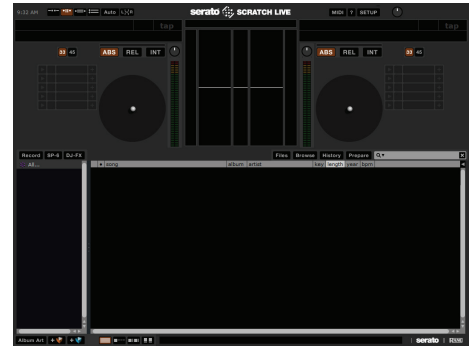 9:32 AM Auto serato SCRATCH LIVE MIDI ? SETUP
tap tap
33 45 ABS REL INT ABS REL INT 33 45
Record SP-6 DJ-FX Files Browse History Prepare
All... song album artist key length year bpm
Album Art serato RANE